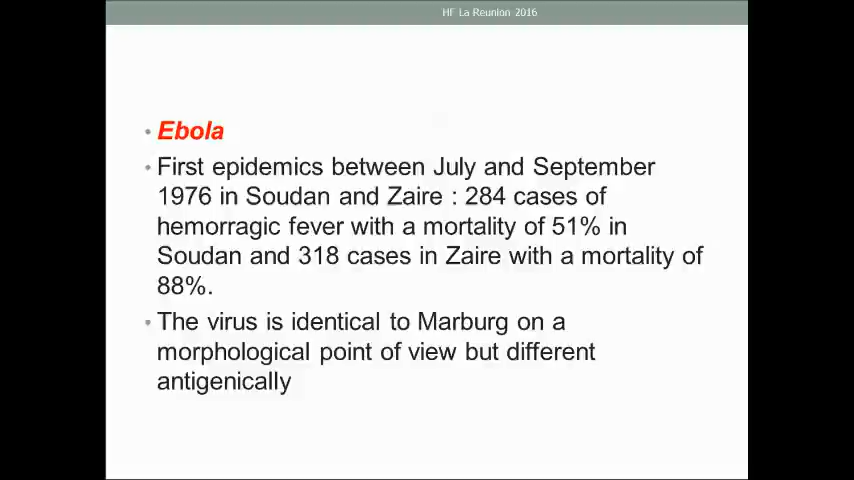 HF La Reunion 2016
• Ebola
• First epidemics between July and September
1976 in Soudan and Zaire : 284 cases of
hemorragic fever with a mortality of 51% in
Soudan and 318 cases in Zaire with a mortality of
88%.
• The virus is identical to Marburg on a
morphological point of view but different
antigenically